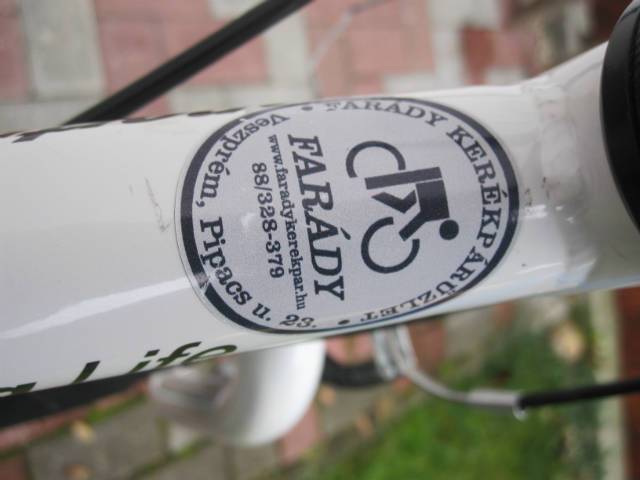 FARÁDY KERÉKPÁRÜZLET
FARÁDY
www.faradykerekpar.hu
88/328-379
Veszprém, Pipacs u. 23.
Life